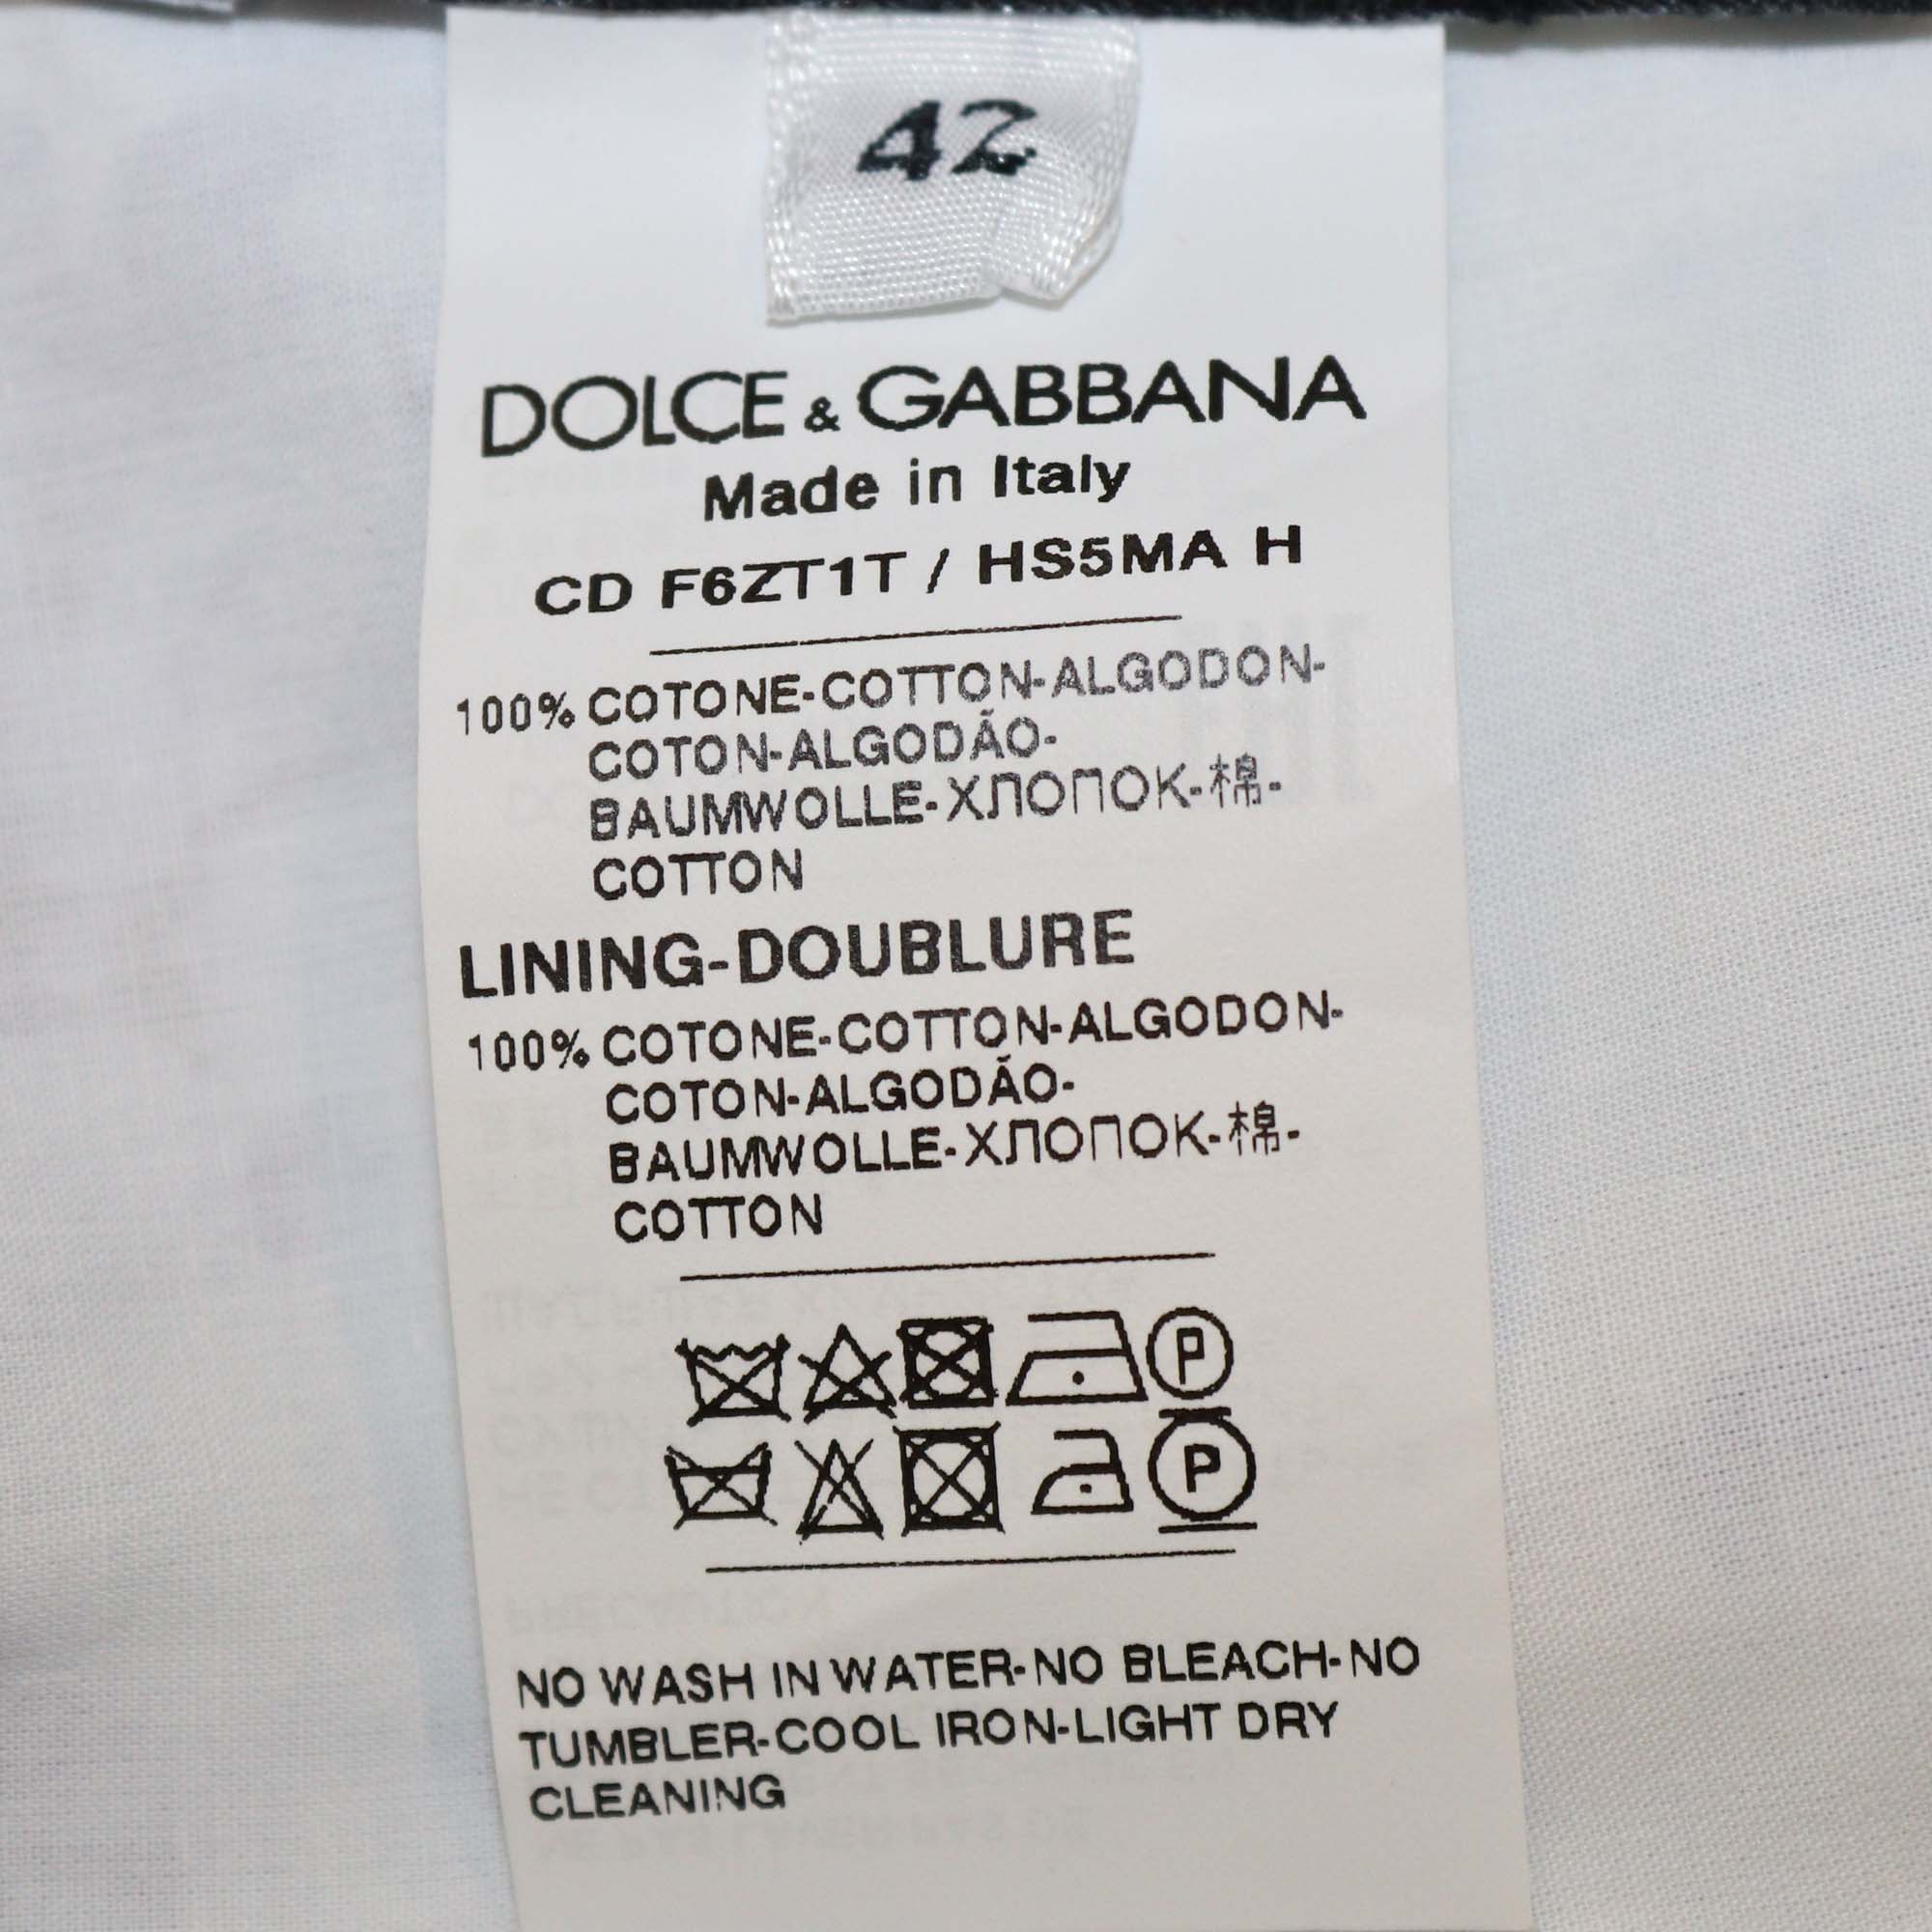 42
DOLCE & GABBANA
Made in Italy
CD F6ZT1T / HS5MA H
100% COTONE-COTTON-ALGODON-
COTON-ALGODÃO-
BAUMWOLLE-ХЛОПОК-棉-
COTTON
LINING-DOUBLURE
100% COTONE-COTTON-ALGODON-
COTON-ALGODÃO-
BAUMWOLLE-ХЛОПОК-棉-
COTTON
P
P
NO WASH IN WATER-NO BLEACH-NO
TUMBLER-COOL IRON-LIGHT DRY
CLEANING